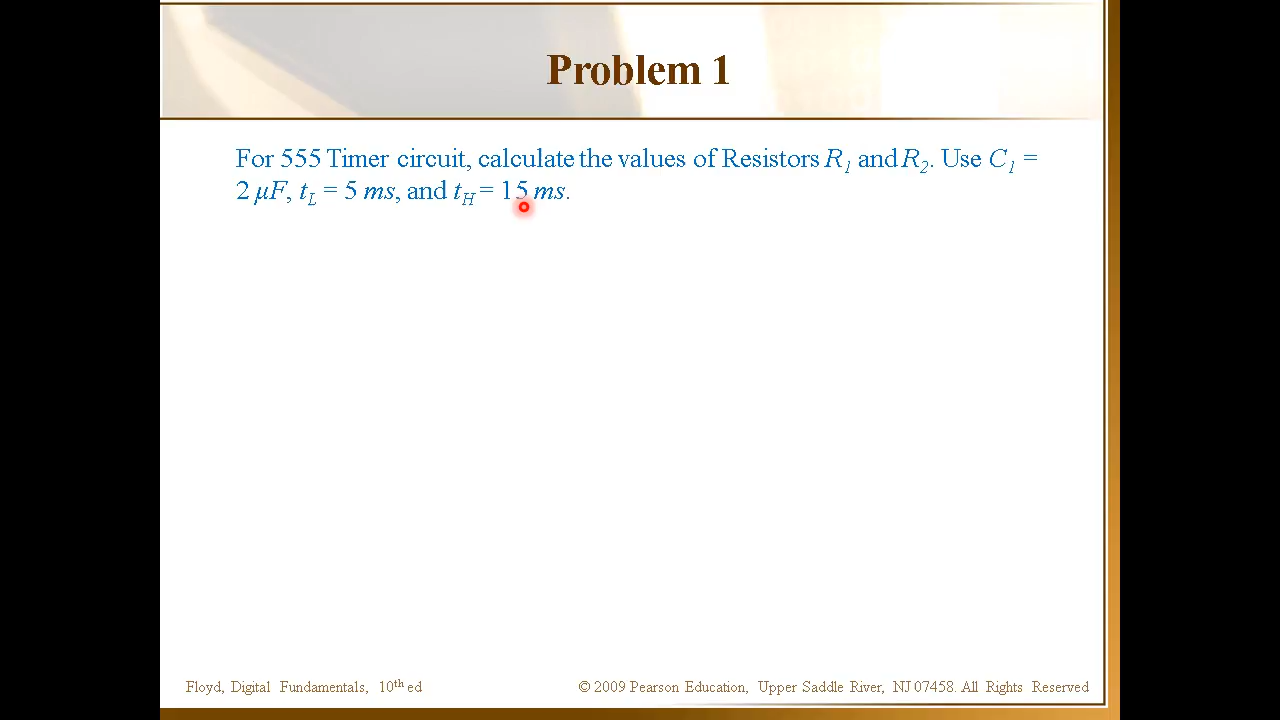 Problem 1
For 555 Timer circuit, calculate the values of Resistors R1 and R2. Use C1 =
2 μF, tL = 5 ms, and tH = 15 ms.
Floyd, Digital Fundamentals, 10th ed
© 2009 Pearson Education, Upper Saddle River, NJ 07458. All Rights Reserved